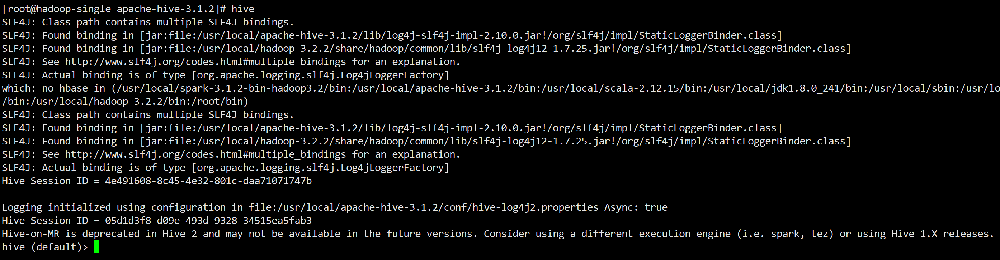 [root@hadoop-single apache-hive-3.1.2]# hive
SLF4J: Class path contains multiple SLF4J bindings.
SLF4J: Found binding in [jar:file:/usr/local/apache-hive-3.1.2/lib/log4j-slf4j-impl-2.10.0.jar!/org/slf4j/impl/StaticLoggerBinder.class]
SLF4J: Found binding in [jar:file:/usr/local/hadoop-3.2.2/share/hadoop/common/lib/slf4j-log4j12-1.7.25.jar!/org/slf4j/impl/StaticLoggerBinder.class]
SLF4J: See http://www.slf4j.org/codes.html#multiple_bindings for an explanation.
SLF4J: Actual binding is of type [org.apache.logging.slf4j.Log4jLoggerFactory]
which: no hbase in (/usr/local/spark-3.1.2-bin-hadoop3.2/bin:/usr/local/apache-hive-3.1.2/bin:/usr/local/scala-2.12.15/bin:/usr/local/jdk1.8.0_241/bin:/usr/local/sbin:/usr/lo
/bin:/usr/local/hadoop-3.2.2/bin:/root/bin)
SLF4J: Class path contains multiple SLF4J bindings.
SLF4J: Found binding in [jar:file:/usr/local/apache-hive-3.1.2/lib/log4j-slf4j-impl-2.10.0.jar!/org/slf4j/impl/StaticLoggerBinder.class]
SLF4J: Found binding in [jar:file:/usr/local/hadoop-3.2.2/share/hadoop/common/lib/slf4j-log4j12-1.7.25.jar!/org/slf4j/impl/StaticLoggerBinder.class]
SLF4J: See http://www.slf4j.org/codes.html#multiple_bindings for an explanation.
SLF4J: Actual binding is of type [org.apache.logging.slf4j.Log4jLoggerFactory]
Hive Session ID = 4e491608-8c45-4e32-801c-daa71071747b
Logging initialized using configuration in file:/usr/local/apache-hive-3.1.2/conf/hive-log4j2.properties Async: true
Hive Session ID = 05d1d3f8-d09e-493d-9328-34515ea5fab3
Hive-on-MR is deprecated in Hive 2 and may not be available in the future versions. Consider using a different execution engine (i.e. spark, tez) or using Hive 1.X releases.
hive (default)>